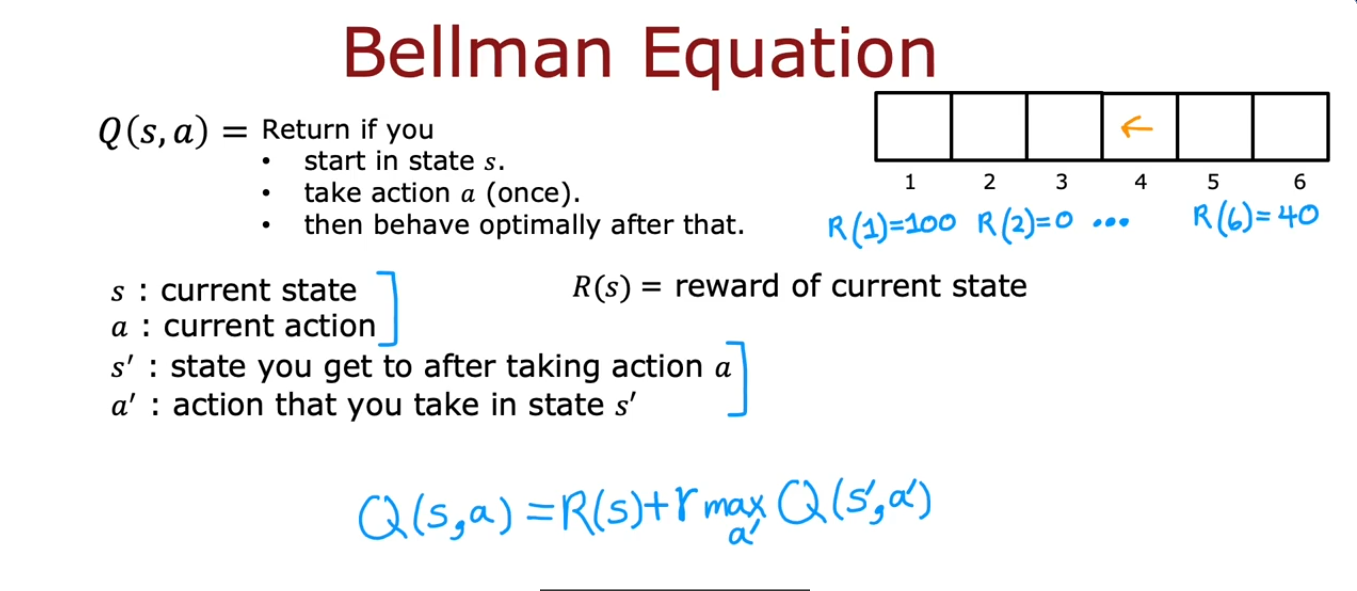 Bellman Equation
Q(s, a) = Return if you
• start in state s.
• take action a (once).
• then behave optimally after that.
←
1 2 3 4 5 6
R(1)=100 R(2)=0 ... R(6)=40
s : current state
R(s) = reward of current state
a : current action
s′ : state you get to after taking action a
a′ : action that you take in state s′
Q(s,a) = R(s)+γ max Q(s′,a′)
a′